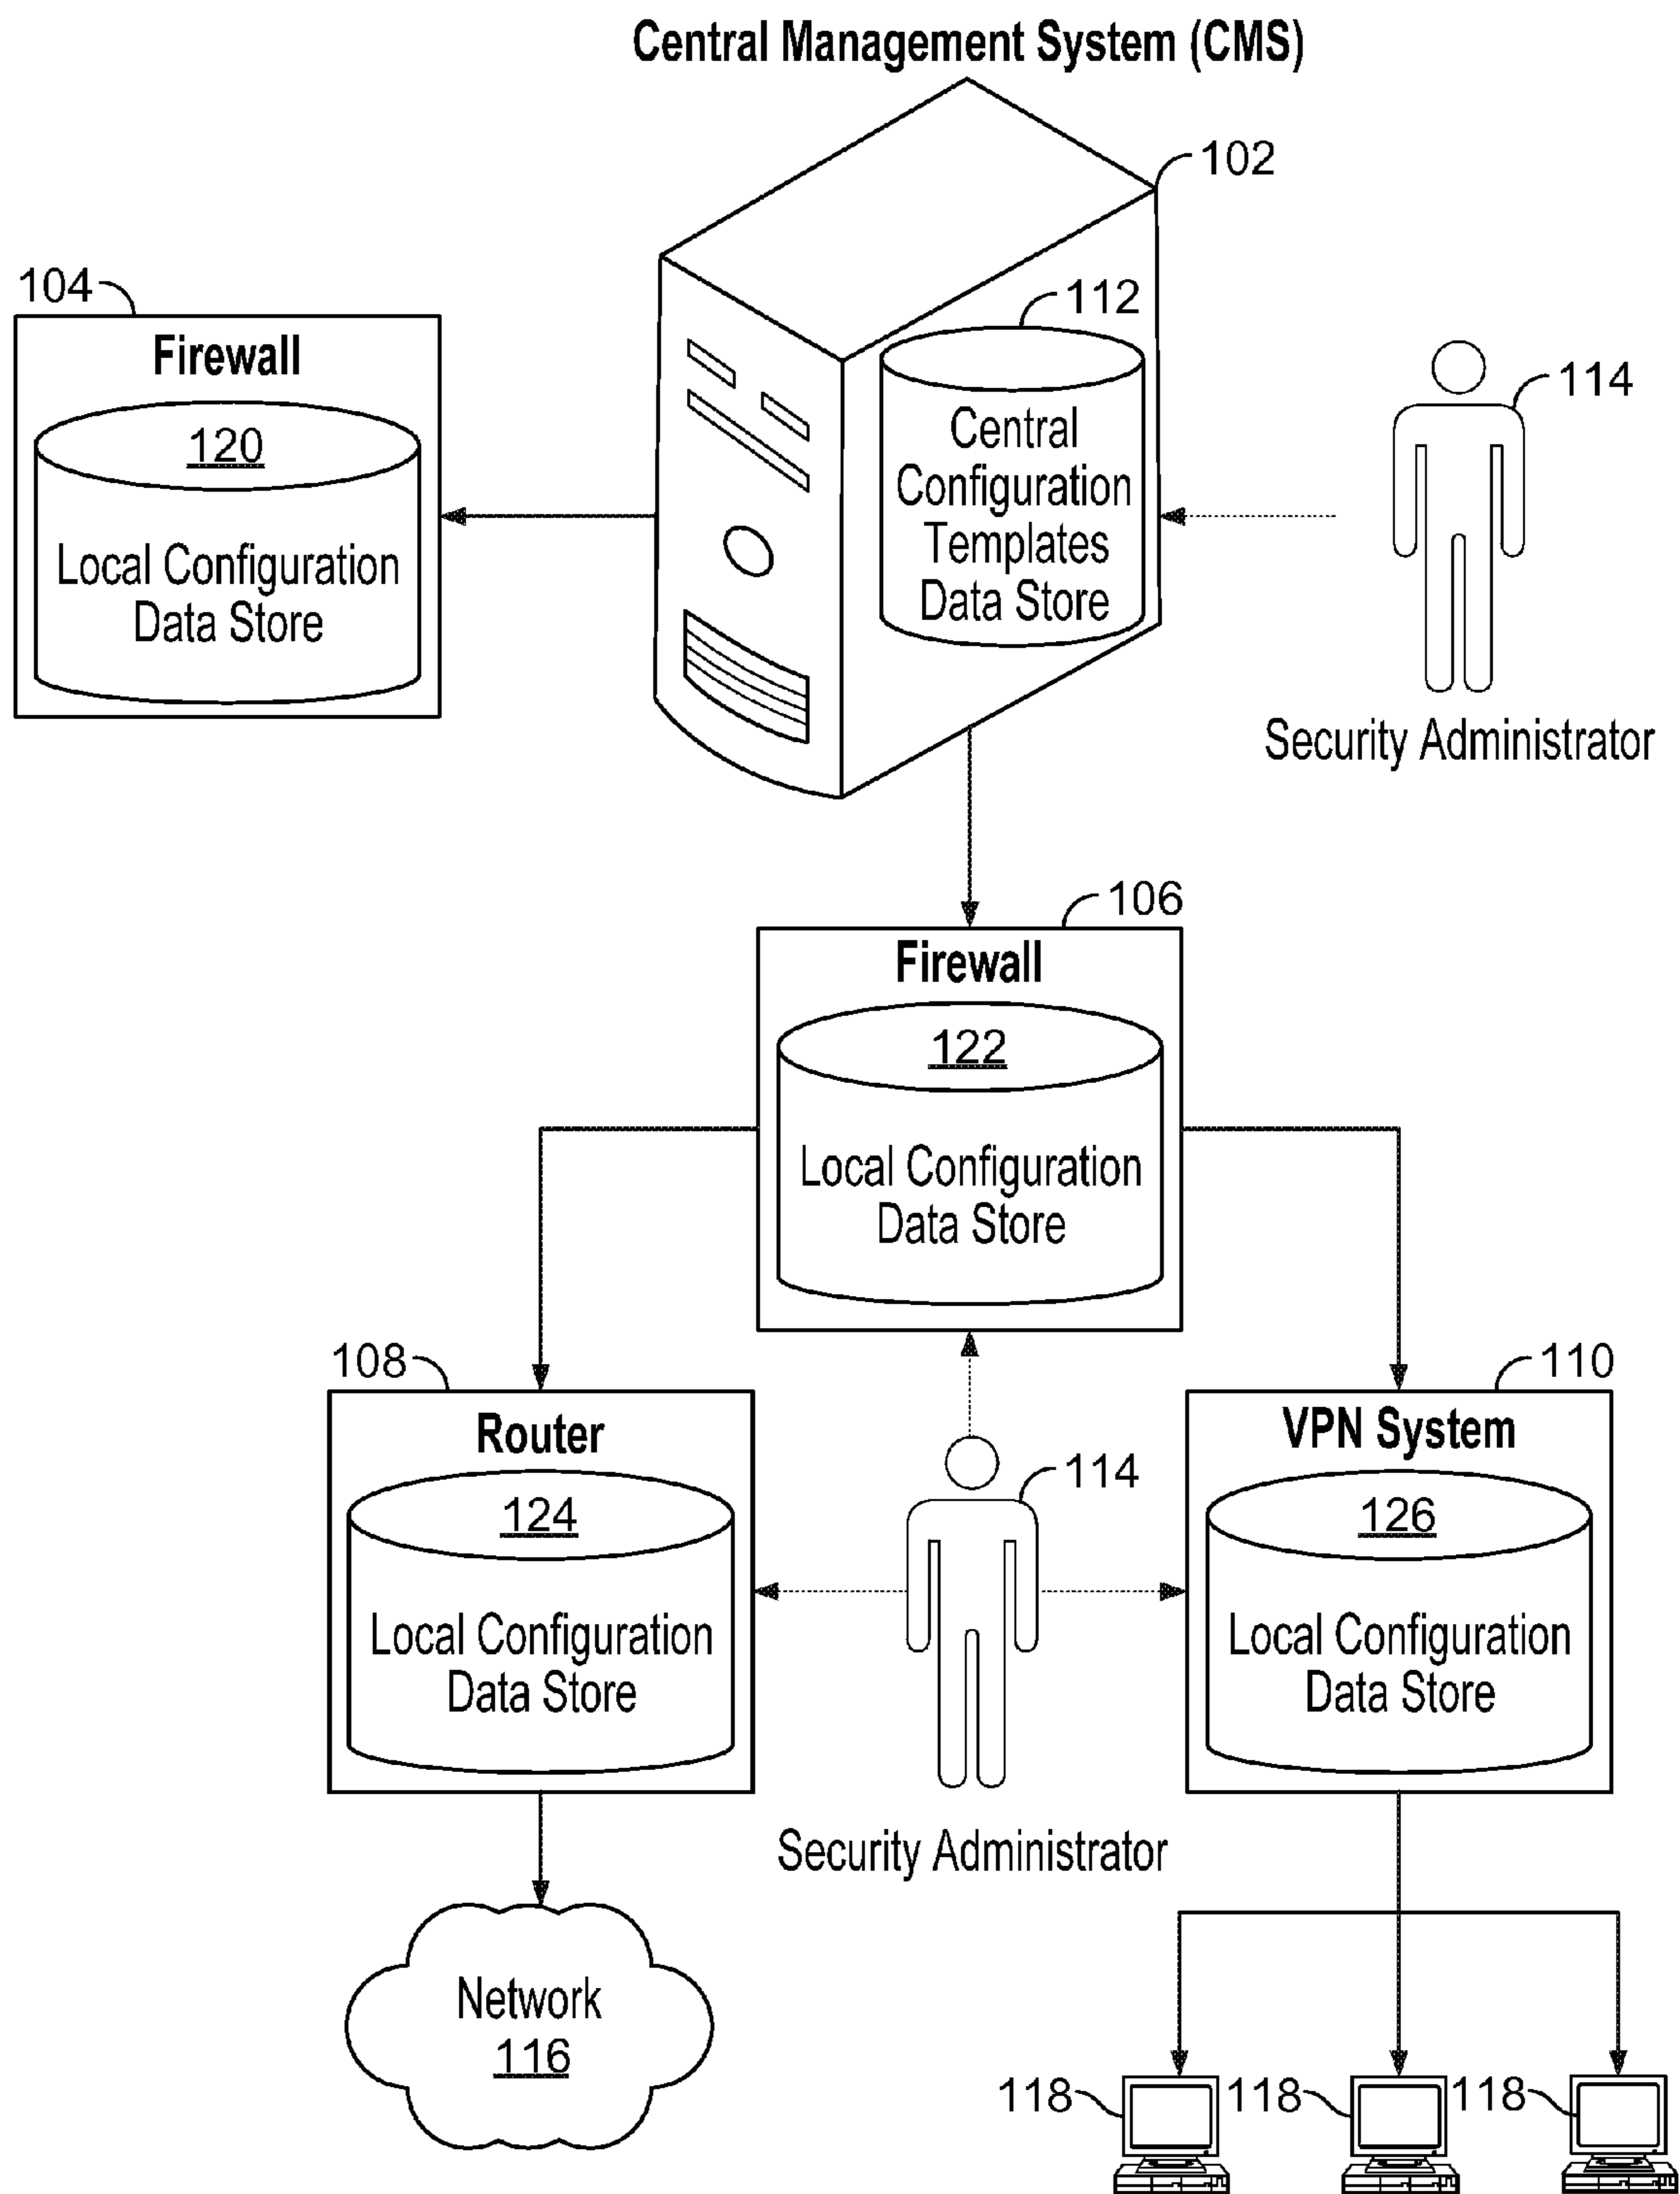 Central Management System (CMS)
102
104
112
Firewall
114
120
Central
Configuration
Templates
Data Store
Local Configuration
Data Store
Security Administrator
106
Firewall
122
Local Configuration
Data Store
108
110
Router
VPN System
114
124
126
Local Configuration
Data Store
Local Configuration
Data Store
Security Administrator
Network
116
118
118
118